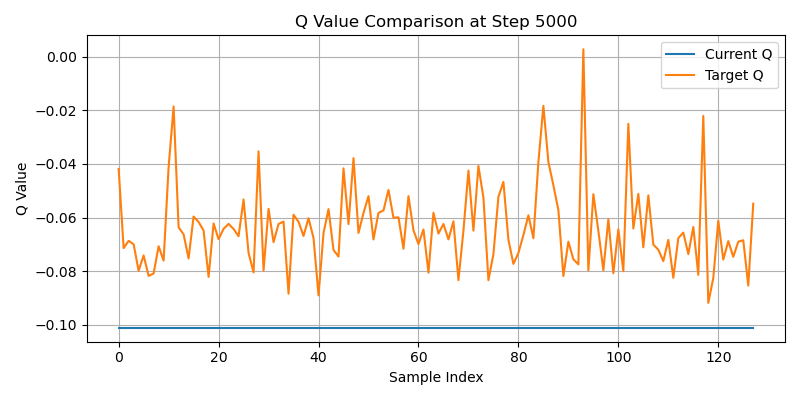 Q Value Comparison at Step 5000
Current Q
Target Q
Q Value
0.00
−0.02
−0.04
−0.06
−0.08
−0.10
0 20 40 60 80 100 120
Sample Index